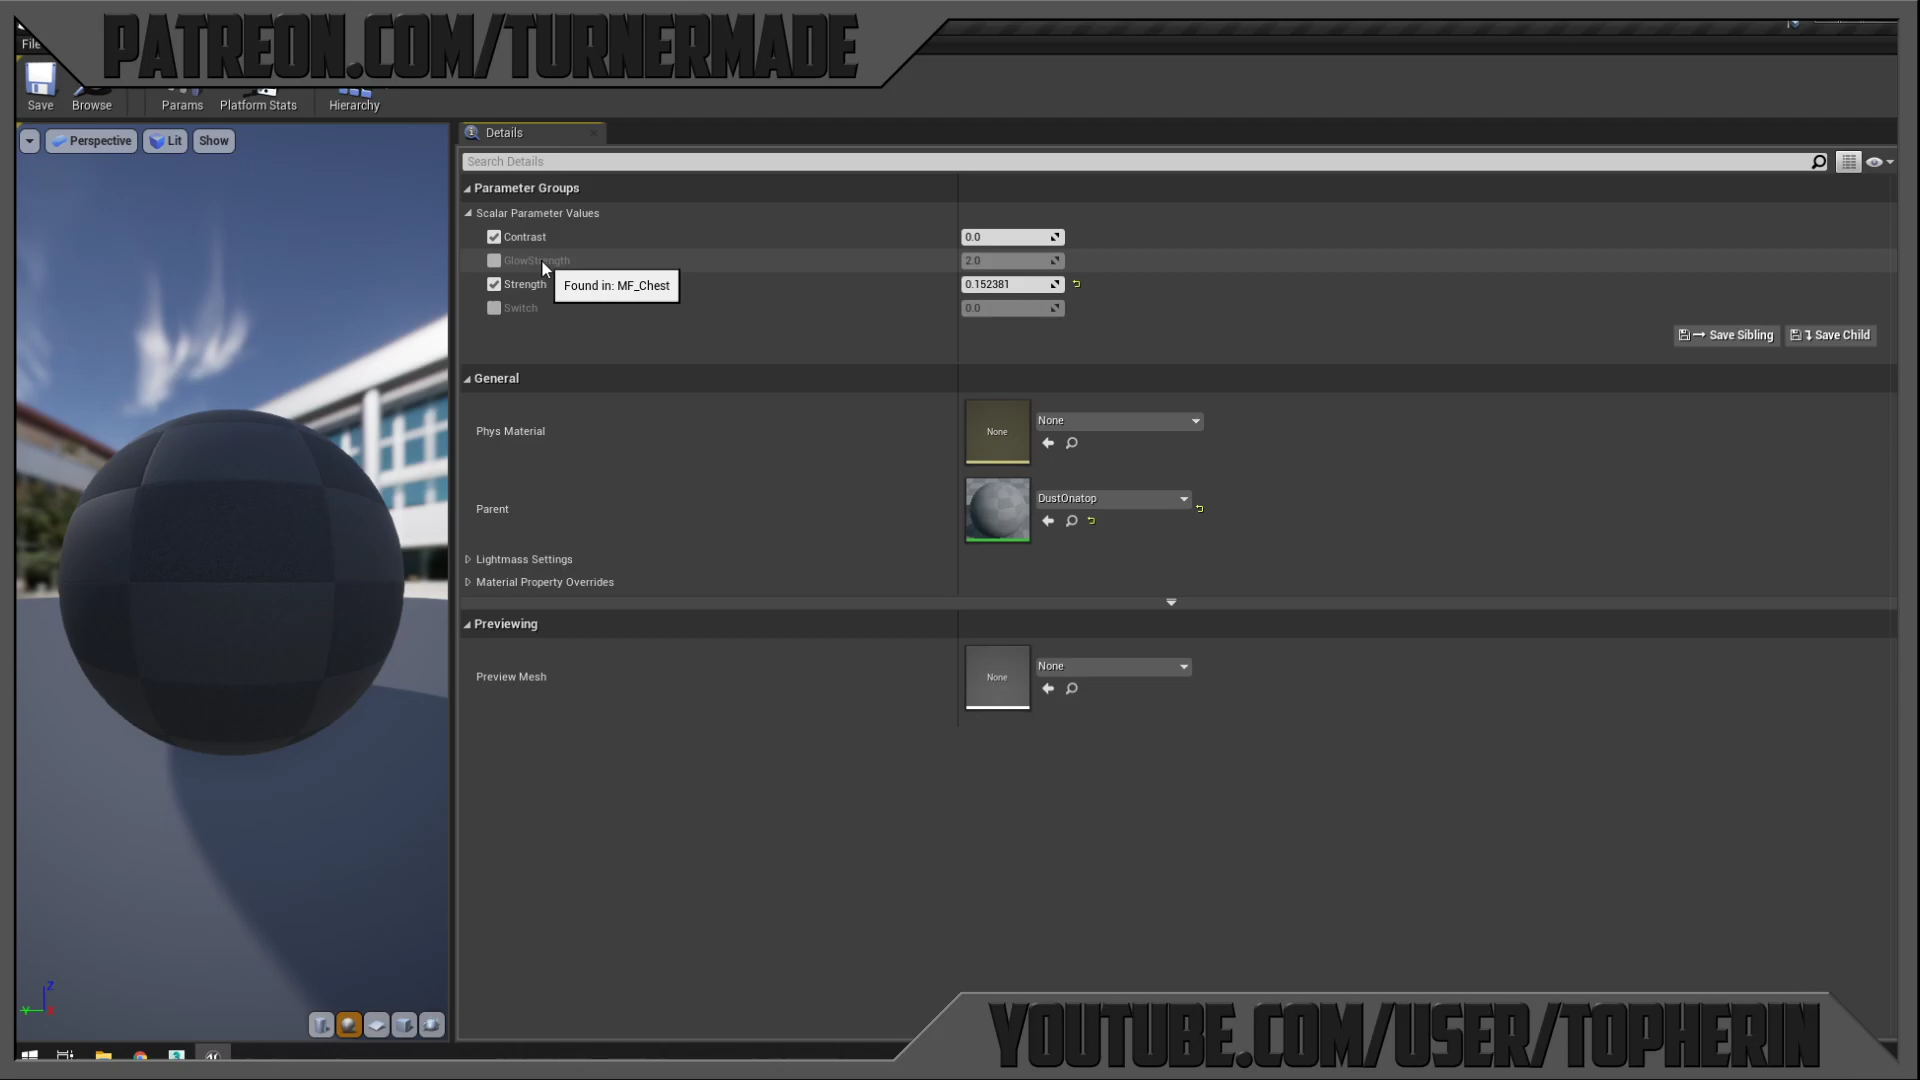 PATREON.COM/TURNERMADE
File
Save
Browse
Params
Platform Stats
Hierarchy
Perspective
Lit
Show
Details
Search Details
Parameter Groups
Scalar Parameter Values
Contrast
0.0
GlowStrength
2.0
Strength
0.152381
Found in: MF_Chest
Switch
0.0
Save Sibling
Save Child
General
Phys Material
None
None
Parent
DustOnatop
Lightmass Settings
Material Property Overrides
Previewing
Preview Mesh
None
None
Z
Y
YOUTUBE.COM/USER/TOPHERIN